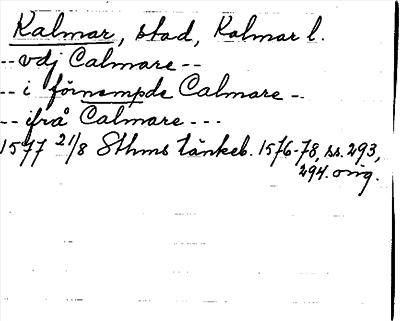 Kalmar, stad, Kalmar l.
-- vdj Calmare --
-- i förnempde Calmare --
-- ifrå Calmare ---
1577 21/8 Sthms tänkeb. 1576-78, ss. 293,
294. orig.